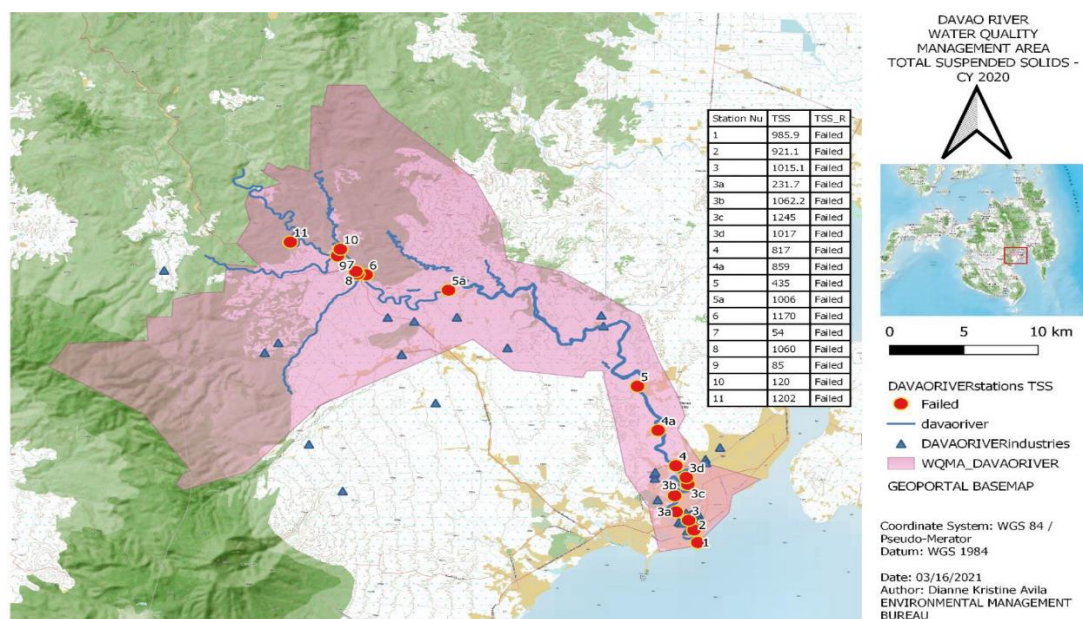 DAVAO RIVER
WATER QUALITY
MANAGEMENT AREA
TOTAL SUSPENDED SOLIDS -
CY 2020
Station Nu TSS TSS_R
1 985.9 Failed
2 921.1 Failed
3 1015.1 Failed
3a 231.7 Failed
3b 1062.2 Failed
3c 1245 Failed
3d 1017 Failed
4 817 Failed
4a 859 Failed
5 435 Failed
5a 1006 Failed
6 1170 Failed
7 54 Failed
8 1060 Failed
9 85 Failed
10 120 Failed
11 1202 Failed
11
10
97
6
8
5a
5
4a
4
3d
3b
3c
3a
3
2
1
0 5 10 km
DAVAORIVERstations TSS
Failed
davaoriver
DAVAORIVERindustries
WQMA_DAVAORIVER
GEOPORTAL BASEMAP
Coordinate System: WGS 84 /
Pseudo-Merator
Datum: WGS 1984
Date: 03/16/2021
Author: Dianne Kristine Avila
ENVIRONMENTAL MANAGEMENT
BUREAU